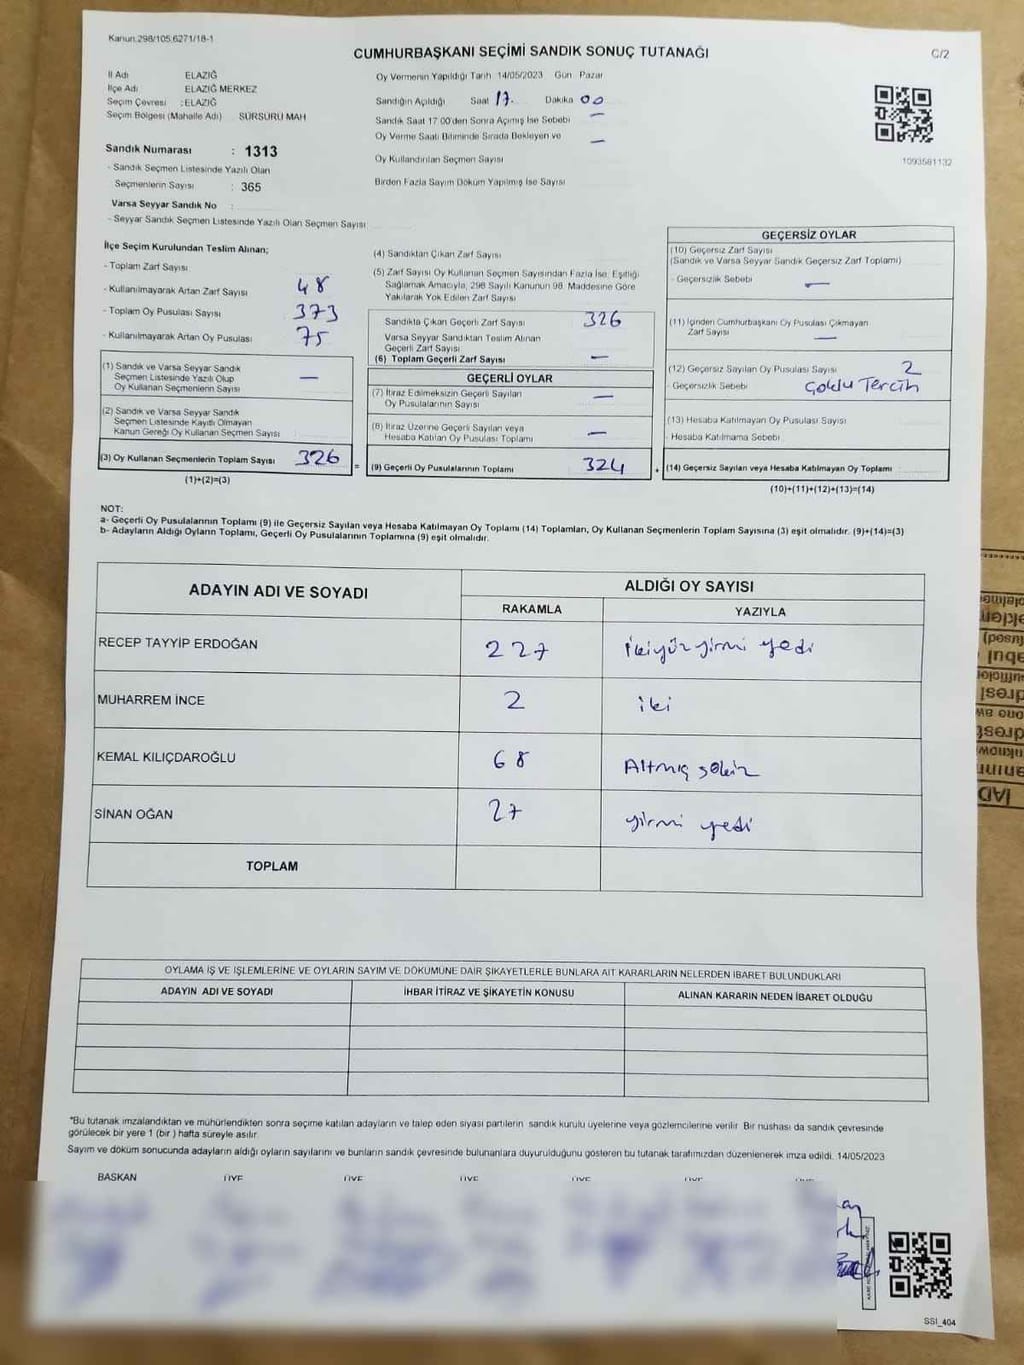 Kanun.298/105.6271/18-1
CUMHURBAŞKANI SEÇİMİ SANDIK SONUÇ TUTANAĞI
C/2
İl Adı ELAZIĞ
İlçe Adı ELAZIĞ MERKEZ
Seçim Çevresi : ELAZIĞ
Seçim Bölgesi (Mahalle Adı) SÜRSÜRÜ MAH
Sandık Numarası : 1313
- Sandık Seçmen Listesinde Yazılı Olan
Seçmenlerin Sayısı : 365
Varsa Seyyar Sandık No :
- Seyyar Sandık Seçmen Listesinde Yazılı Olan Seçmen Sayısı
Oy Vermenin Yapıldığı Tarih 14/05/2023 Gün Pazar
Sandığın Açıldığı Saat 17. Dakika 00
Sandık Saat 17.00'den Sonra Açımış İse Sebebi —
Oy Verme Saati Bitiminde Sırada Bekleyen ve —
Oy Kullandırılan Seçmen Sayısı
Birden Fazla Sayım Döküm Yapılmış İse Sayısı
1093581132
İlçe Seçim Kurulundan Teslim Alınan;
- Toplam Zarf Sayısı
- Kullanılmayarak Artan Zarf Sayısı 48
- Toplam Oy Pusulası Sayısı 373
- Kullanılmayarak Artan Oy Pusulası 75
(1) Sandık ve Varsa Seyyar Sandık
Seçmen Listesinde Yazılı Olup
Oy Kullanan Seçmenlerin Sayısı —
(2) Sandık ve Varsa Seyyar Sandık
Seçmen Listesinde Kayıtlı Olmayan
Kanun Gereği Oy Kullanan Seçmen Sayısı
(3) Oy Kullanan Seçmenlerin Toplam Sayısı 326
(1)+(2)=(3)
=
(4) Sandıktan Çıkan Zarf Sayısı
(5) Zarf Sayısı Oy Kullanan Seçmen Sayısından Fazla İse, Eşitliği
Sağlamak Amacıyla, 298 Sayılı Kanunun 98. Maddesine Göre
Yakılarak Yok Edilen Zarf Sayısı
Sandıkta Çıkan Geçerli Zarf Sayısı 326
Varsa Seyyar Sandıktan Teslim Alınan
Geçerli Zarf Sayısı
(6) Toplam Geçerli Zarf Sayısı —
GEÇERLİ OYLAR
(7) İtiraz Edilmeksizin Geçerli Sayılan
Oy Pusulalarının Sayısı —
(8) İtiraz Üzerine Geçerli Sayılan veya
Hesaba Katılan Oy Pusulası Toplamı —
(9) Geçerli Oy Pusulalarının Toplamı 324
+
GEÇERSİZ OYLAR
(10) Geçersiz Zarf Sayısı
(Sandık ve Varsa Seyyar Sandık Geçersiz Zarf Toplamı)
- Geçersizlik Sebebi —
(11) İçinden Cumhurbaşkanı Oy Pusulası Çıkmayan
Zarf Sayısı —
(12) Geçersiz Sayılan Oy Pusulası Sayısı 2
- Geçersizlik Sebebi Çoklu Tercih
(13) Hesaba Katılmayan Oy Pusulası Sayısı
- Hesaba Katılmama Sebebi
(14) Geçersiz Sayılan veya Hesaba Katılmayan Oy Toplamı
(10)+(11)+(12)+(13)=(14)
NOT:
a- Geçerli Oy Pusulalarının Toplamı (9) ile Geçersiz Sayılan veya Hesaba Katılmayan Oy Toplamı (14) Toplamları, Oy Kullanan Seçmenlerin Toplam Sayısına (3) eşit olmalıdır. (9)+(14)=(3)
b- Adayların Aldığı Oyların Toplamı, Geçerli Oy Pusulalarının Toplamına (9) eşit olmalıdır.
ADAYIN ADI VE SOYADI ALDIĞI OY SAYISI
RAKAMLA YAZIYLA
RECEP TAYYİP ERDOĞAN 227 ikiyüz yirmi yedi
MUHARREM İNCE 2 iki
KEMAL KILIÇDAROĞLU 68 Altmış sekiz
SİNAN OĞAN 27 yirmi yedi
TOPLAM
OYLAMA İŞ VE İŞLEMLERİNE VE OYLARIN SAYIM VE DÖKÜMÜNE DAİR ŞİKAYETLERLE BUNLARA AİT KARARLARIN NELERDEN İBARET BULUNDUKLARI
ADAYIN ADI VE SOYADI İHBAR İTİRAZ VE ŞİKAYETİN KONUSU ALINAN KARARIN NEDEN İBARET OLDUĞU
*Bu tutanak imzalandıktan ve mühürlendikten sonra seçime katılan adayların ve talep eden siyasi partilerin sandık kurulu üyelerine veya gözlemcilerine verilir. Bir nüshası da sandık çevresinde
görülecek bir yere 1 (bir ) hafta süreyle asılır.
Sayım ve döküm sonucunda adayların aldığı oyların sayılarını ve bunların sandık çevresinde bulunanlara duyurulduğunu gösteren bu tutanak tarafımızdan düzenlenerek imza edildi. 14/05/2023
BAŞKAN ÜYE ÜYE ÜYE ÜYE ÜYE
SSI_404